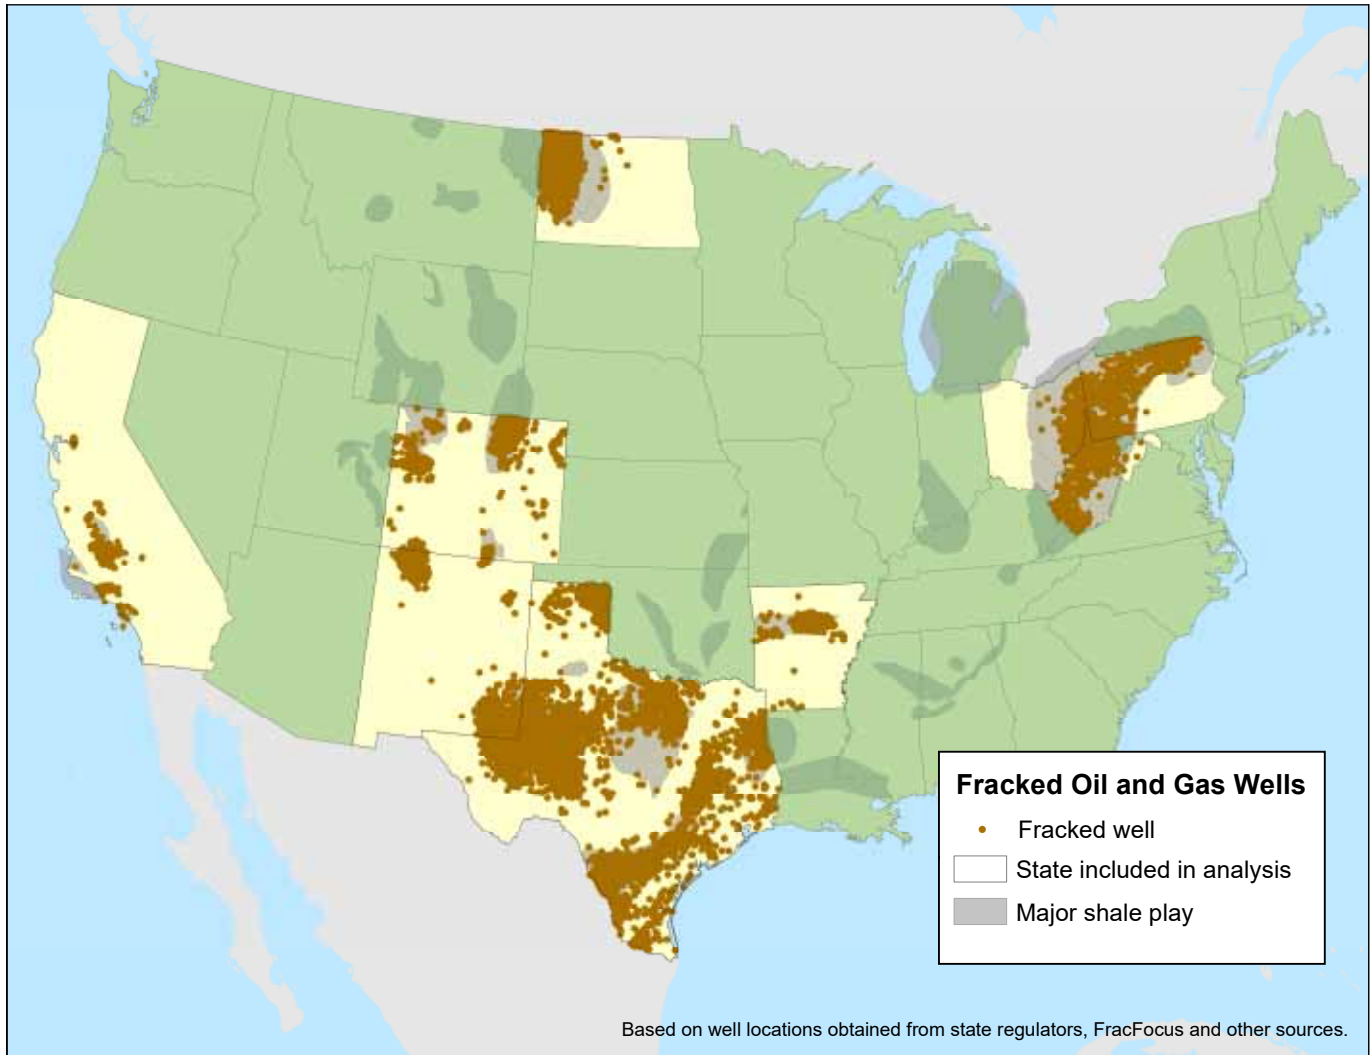 Fracked Oil and Gas Wells
Fracked well
State included in analysis
Major shale play
Based on well locations obtained from state regulators, FracFocus and other sources.